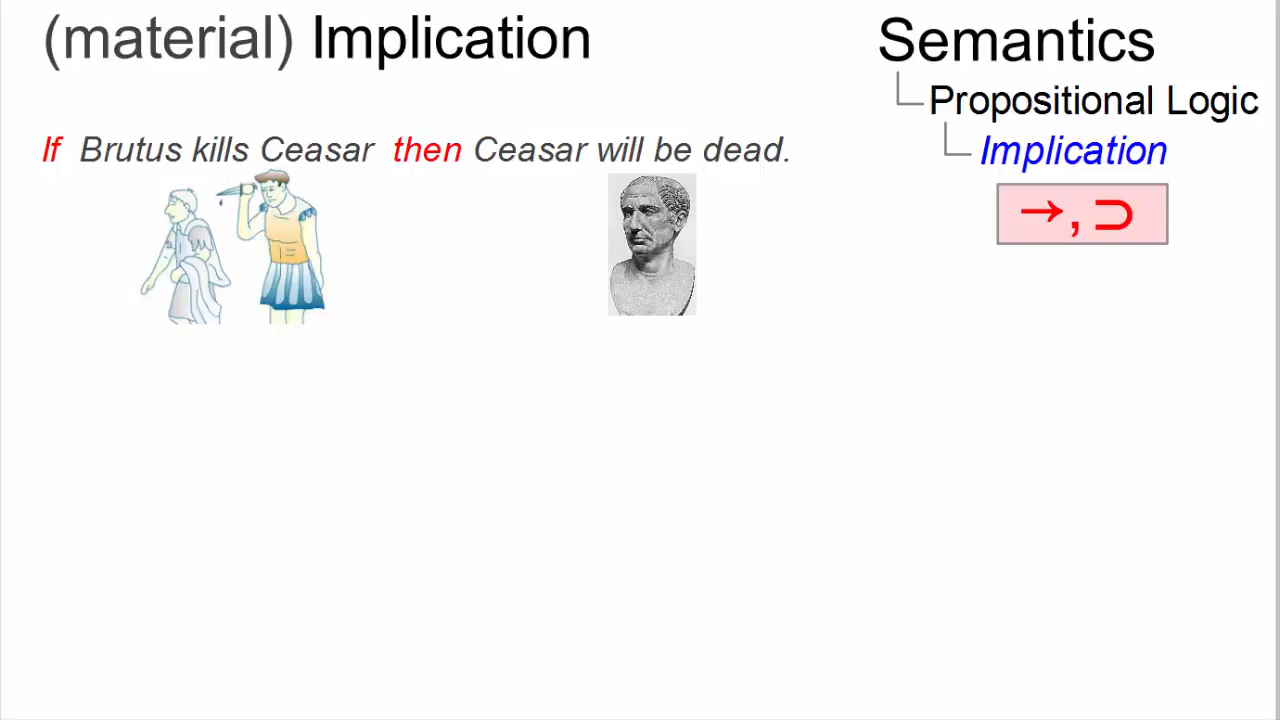 (material) Implication
Semantics
Propositional Logic
Implication
→, ⊃
If Brutus kills Ceasar then Ceasar will be dead.